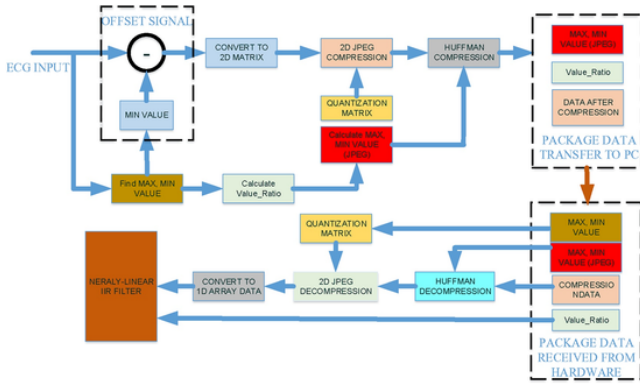 OFFSET SIGNAL
ECG INPUT
-
CONVERT TO
2D MATRIX
2D JPEG
COMPRESSION
HUFFMAN
COMPRESSION
MAX, MIN
VALUE (JPEG)
Value_Ratio
DATA AFTER
COMPRESSION
PACKAGE DATA
TRANSFER TO PC
MIN VALUE
QUANTIZATION
MATRIX
Calculate MAX,
MIN VALUE
(JPEG)
Find MAX, MIN
VALUE
Calculate
Value_Ratio
QUANTIZATION
MATRIX
MAX, MIN
VALUE
MAX, MIN
VALUE (JPEG)
COMPRESSIO
NDATA
Value_Ratio
PACKAGE DATA
RECEIVED FROM
HARDWARE
NERALY-LINEAR
IIR FILTER
CONVERT TO
1D ARRAY DATA
2D JPEG
DECOMPRESSION
HUFFMAN
DECOMPRESSION